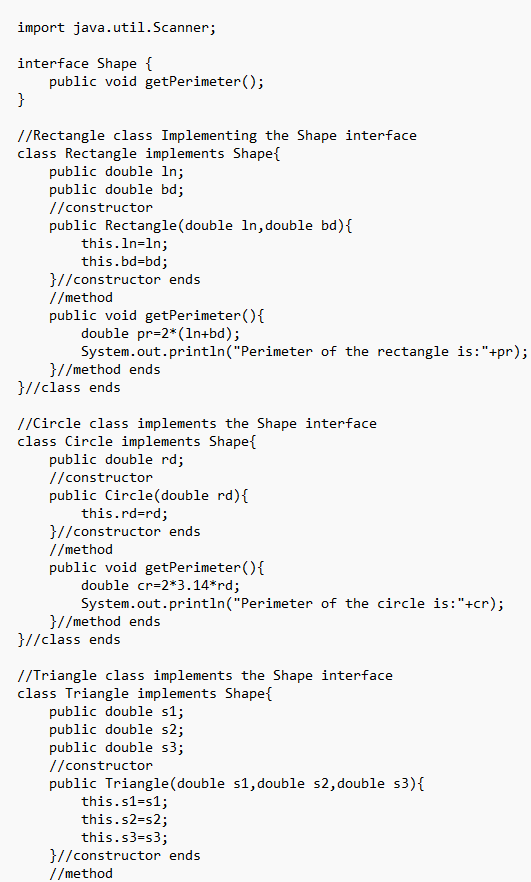 import java.util.Scanner;
interface Shape {
    public void getPerimeter();
}
//Rectangle class Implementing the Shape interface
class Rectangle implements Shape{
    public double ln;
    public double bd;
    //constructor
    public Rectangle(double ln,double bd){
        this.ln=ln;
        this.bd=bd;
    }//constructor ends
    //method
    public void getPerimeter(){
        double pr=2*(ln+bd);
        System.out.println("Perimeter of the rectangle is:"+pr);
    }//method ends
}//class ends
//Circle class implements the Shape interface
class Circle implements Shape{
    public double rd;
    //constructor
    public Circle(double rd){
        this.rd=rd;
    }//constructor ends
    //method
    public void getPerimeter(){
        double cr=2*3.14*rd;
        System.out.println("Perimeter of the circle is:"+cr);
    }//method ends
}//class ends
//Triangle class implements the Shape interface
class Triangle implements Shape{
    public double s1;
    public double s2;
    public double s3;
    //constructor
    public Triangle(double s1,double s2,double s3){
        this.s1=s1;
        this.s2=s2;
        this.s3=s3;
    }//constructor ends
    //method